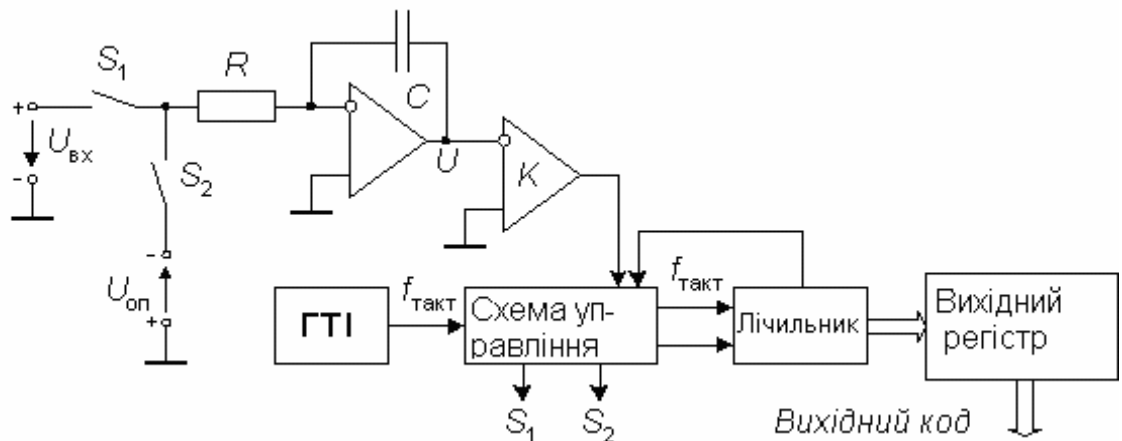 S1
R
C
+
Uвх
-
S2
U
K
-
Uоп
+
ГТІ
fтакт
Схема уп-
равління
fтакт
Лічильник
Вихідний
регістр
S1
S2
Вихідний код